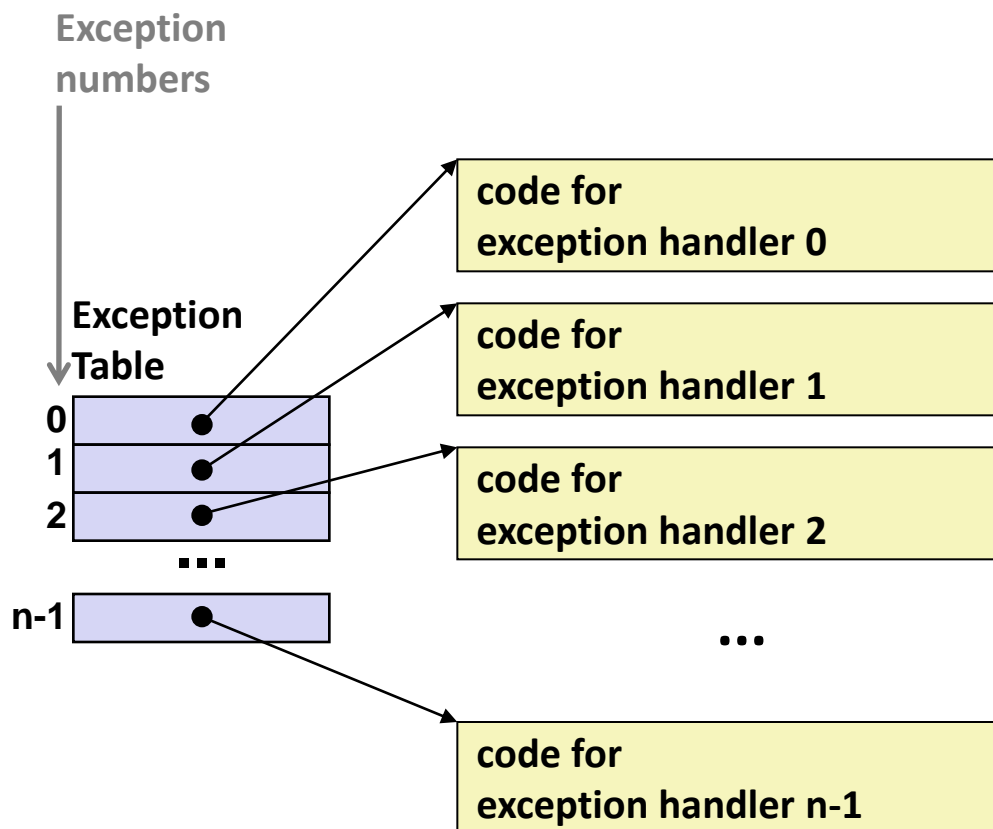 Exception
numbers
code for
exception handler 0
Exception
Table
code for
exception handler 1
0
1
2
...
n-1
code for
exception handler 2
...
code for
exception handler n-1